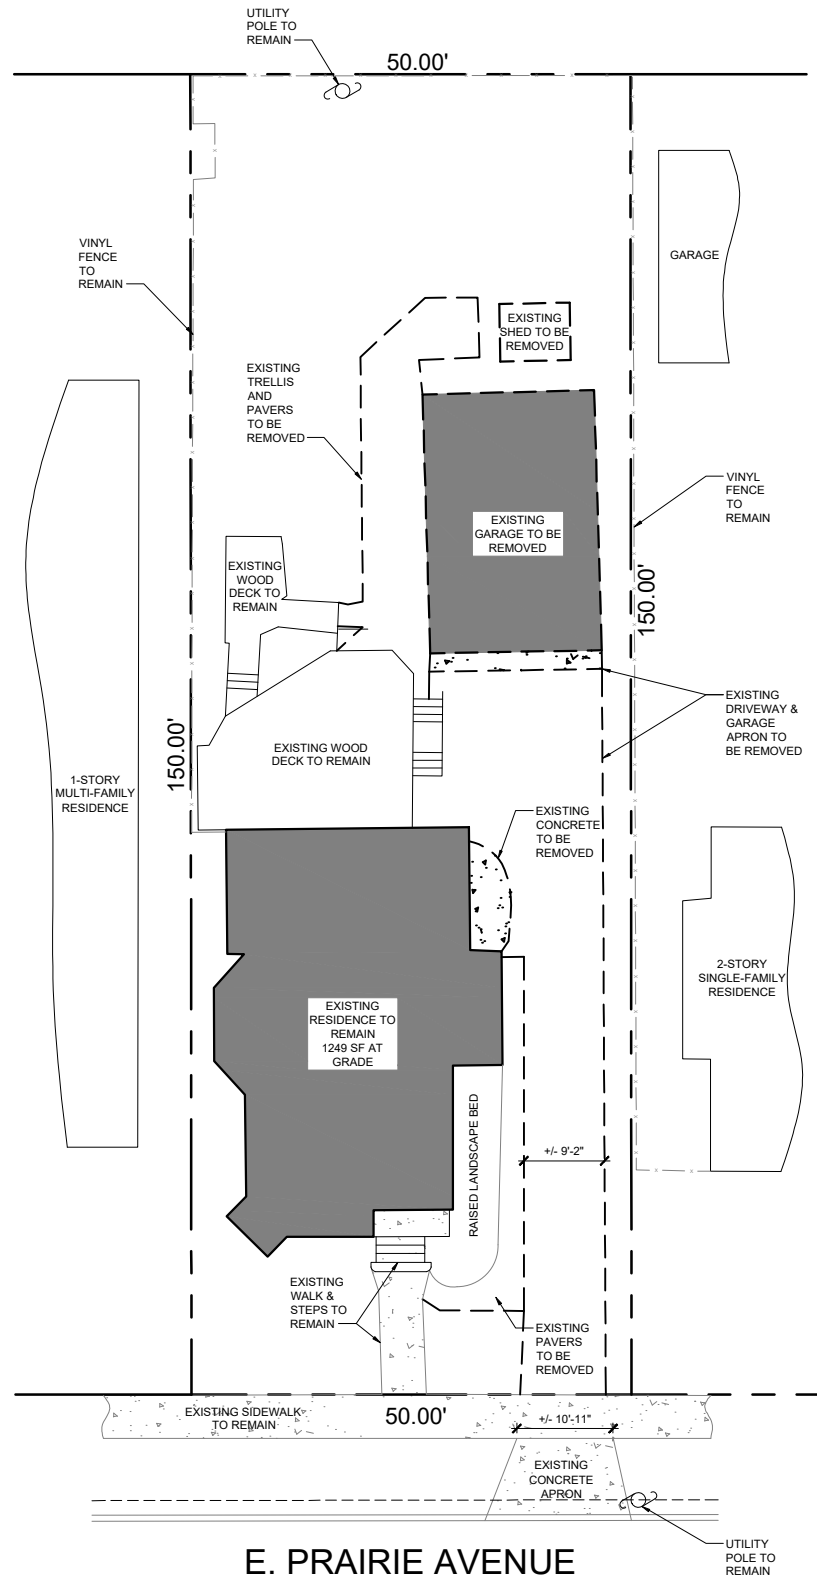 UTILITY
POLE TO
REMAIN
50.00'
VINYL
FENCE
TO
REMAIN
GARAGE
EXISTING
SHED TO BE
REMOVED
EXISTING
TRELLIS
AND
PAVERS
TO BE
REMOVED
VINYL
FENCE
TO
REMAIN
EXISTING
GARAGE TO BE
REMOVED
EXISTING
WOOD
DECK TO
REMAIN
150.00'
EXISTING
DRIVEWAY &
GARAGE
APRON TO
BE REMOVED
150.00'
EXISTING WOOD
DECK TO REMAIN
1-STORY
MULTI-FAMILY
RESIDENCE
EXISTING
CONCRETE
TO BE
REMOVED
2-STORY
SINGLE-FAMILY
RESIDENCE
EXISTING
RESIDENCE TO
REMAIN
1249 SF AT
GRADE
RAISED LANDSCAPE BED
+/- 9'-2"
EXISTING
WALK &
STEPS TO
REMAIN
EXISTING
PAVERS
TO BE
REMOVED
EXISTING SIDEWALK
TO REMAIN
50.00'
+/- 10'-11"
EXISTING
CONCRETE
APRON
UTILITY
POLE TO
REMAIN
E. PRAIRIE AVENUE